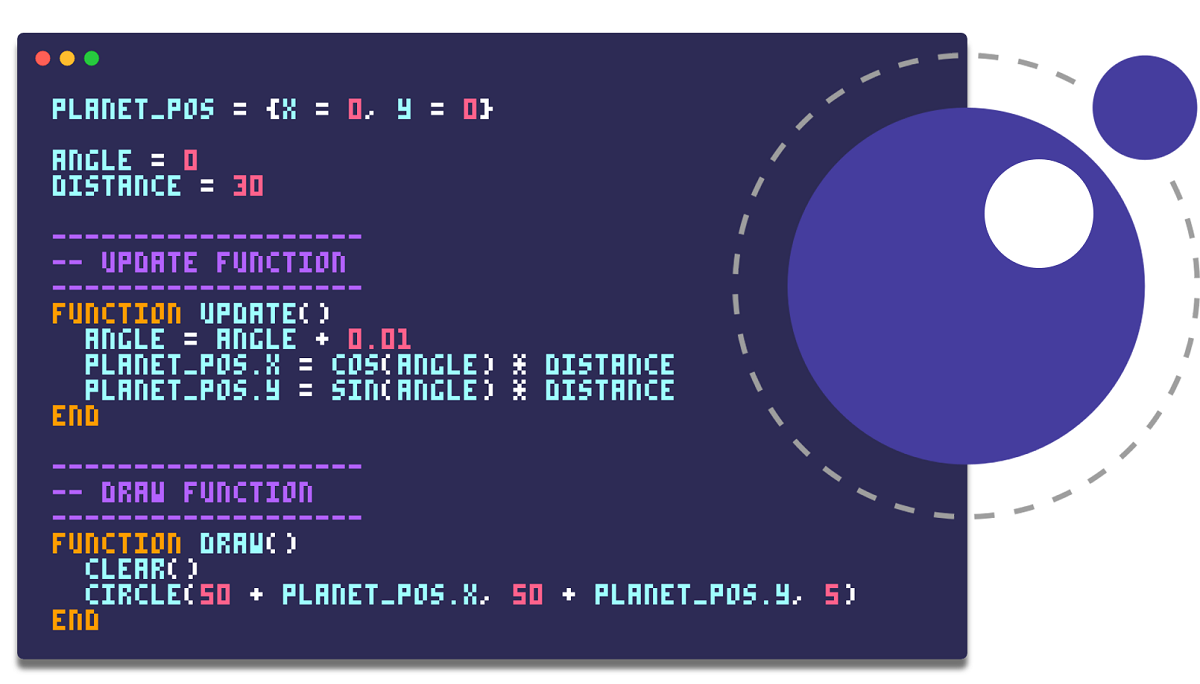 PLANET_POS = {X = 0, Y = 0}
ANGLE = 0
DISTANCE = 30
-------------------
-- UPDATE FUNCTION
-------------------
FUNCTION UPDATE()
ANGLE = ANGLE + 0.01
PLANET_POS.X = COS(ANGLE) * DISTANCE
PLANET_POS.Y = SIN(ANGLE) * DISTANCE
END
-------------------
-- DRAW FUNCTION
-------------------
FUNCTION DRAW()
CLEAR()
CIRCLE(50 + PLANET_POS.X, 50 + PLANET_POS.Y, 5)
END